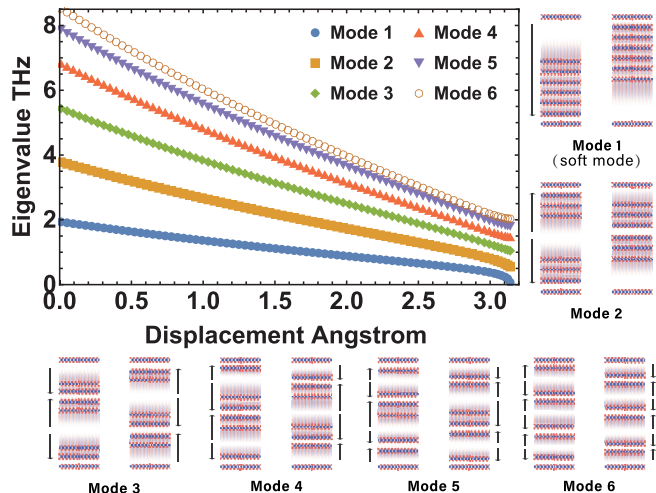 Eigenvalue THz
8
6
4
2
0
Mode 1
Mode 4
Mode 2
Mode 5
Mode 3
Mode 6
0.0
0.5
1.0
1.5
2.0
2.5
3.0
Displacement Angstrom
Mode 1
(soft mode)
Mode 2
Mode 3
Mode 4
Mode 5
Mode 6